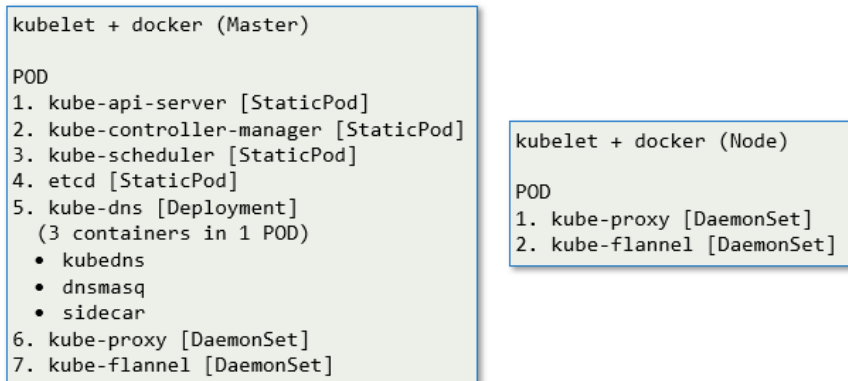 kubelet + docker (Master)
POD
1. kube-api-server [StaticPod]
2. kube-controller-manager [StaticPod]
3. kube-scheduler [StaticPod]
4. etcd [StaticPod]
5. kube-dns [Deployment]
(3 containers in 1 POD)
• kubedns
• dnsmasq
• sidecar
6. kube-proxy [DaemonSet]
7. kube-flannel [DaemonSet]
kubelet + docker (Node)
POD
1. kube-proxy [DaemonSet]
2. kube-flannel [DaemonSet]